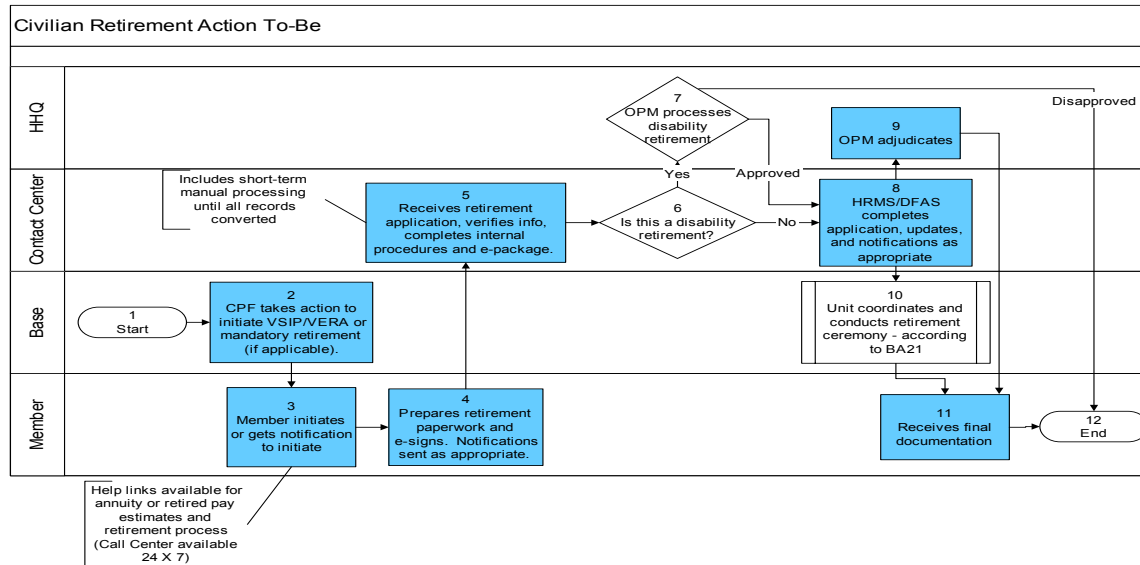 Civilian Retirement Action To-Be
HHQ
7
OPM processes
disability
retirement
Disapproved
9
OPM adjudicates
Contact Center
Includes short-term
manual processing
until all records
converted
5
Receives retirement
application, verifies info,
completes internal
procedures and e-package.
Yes
Approved
6
Is this a disability
retirement?
No
8
HRMS/DFAS
completes
application, updates,
and notifications as
appropriate
Base
1
Start
2
CPF takes action to
initiate VSIP/VERA or
mandatory retirement
(if applicable).
10
Unit coordinates and
conducts retirement
ceremony - according
to BA21
Member
3
Member initiates
or gets notification
to initiate
4
Prepares retirement
paperwork and
e-signs. Notifications
sent as appropriate.
11
Receives final
documentation
12
End
Help links available for
annuity or retired pay
estimates and
retirement process
(Call Center available
24 X 7)